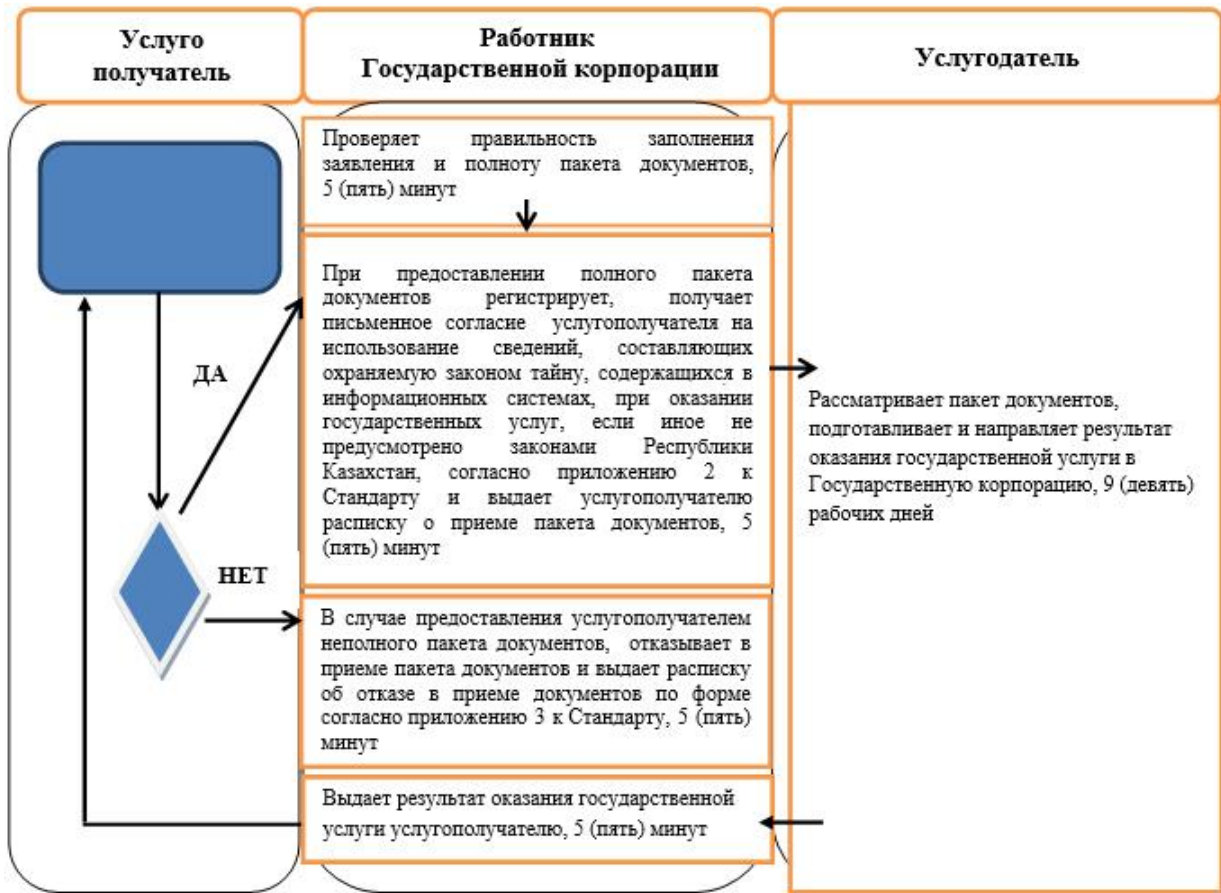 Услуго
получатель
Работник
Государственной корпорации
Услугодатель
Проверяет правильность заполнения
заявления и полноту пакета документов,
5 (пять) минут
При предоставлении полного пакета
документов регистрирует, получает
письменное согласие услугополучателя на
использование сведений, составляющих
охраняемую законом тайну, содержащихся в
информационных системах, при оказании
государственных услуг, если иное не
предусмотрено законами Республики
Казахстан, согласно приложению 2 к
Стандарту и выдает услугополучателю
расписку о приеме пакета документов, 5
(пять) минут
ДА
НЕТ
В случае предоставления услугополучателем
неполного пакета документов, отказывает в
приеме пакета документов и выдает расписку
об отказе в приеме документов по форме
согласно приложению 3 к Стандарту, 5 (пять)
минут
Выдает результат оказания государственной
услуги услугополучателю, 5 (пять) минут
Рассматривает пакет документов,
подготавливает и направляет результат
оказания государственной услуги в
Государственную корпорацию, 9 (девять)
рабочих дней